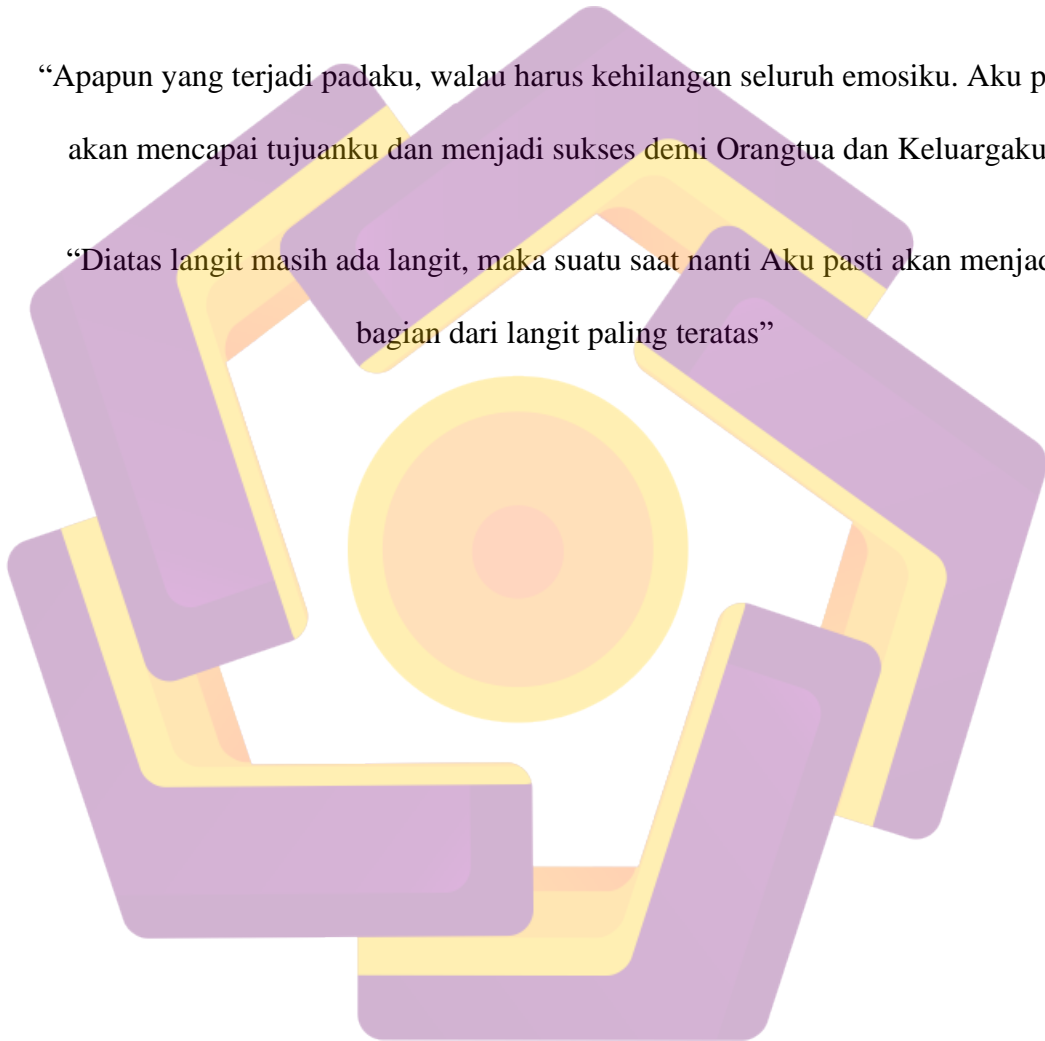 “Apapun yang terjadi padaku, walau harus kehilangan seluruh emosiku. Aku
akan mencapai tujuanku dan menjadi sukses demi Orangtua dan Keluargaku
“Diatas langit masih ada langit, maka suatu saat nanti Aku pasti akan
bagian dari langit paling teratas”